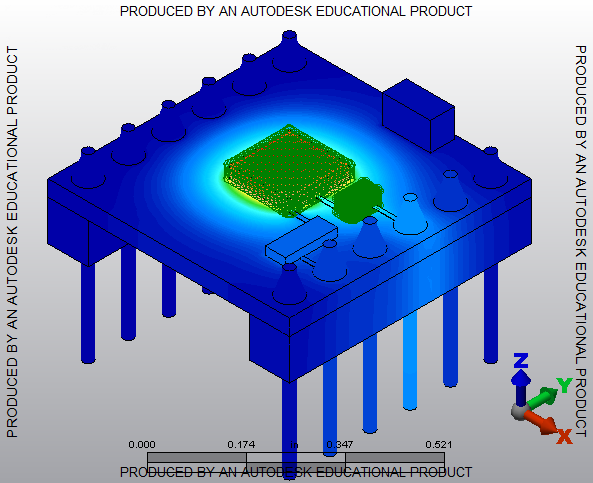 PRODUCED BY AN AUTODESK EDUCATIONAL PRODUCT
PRODUCED BY AN AUTODESK EDUCATIONAL PRODUCT
PRODUCED BY AN AUTODESK EDUCATIONAL PRODUCT
Z
Y
X
0.000 0.174 0.347 0.521
PRODUCED BY AN AUTODESK EDUCATIONAL PRODUCT